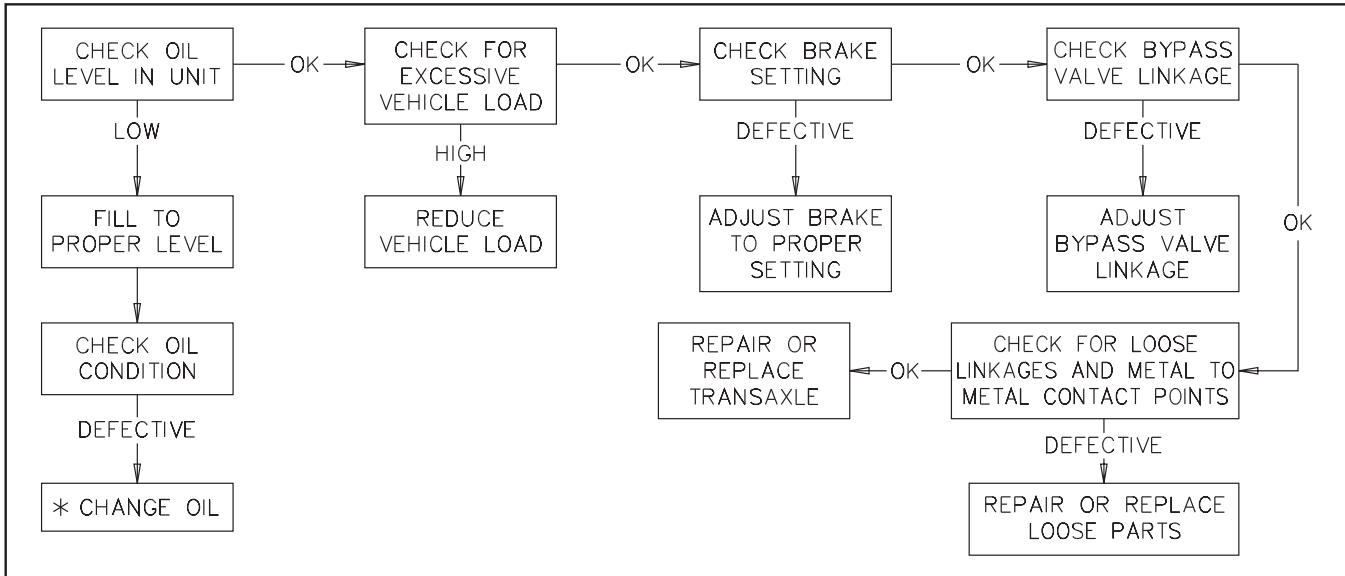 CHECK OIL
LEVEL IN UNIT
OK
CHECK FOR
EXCESSIVE
VEHICLE LOAD
OK
CHECK BRAKE
SETTING
OK
CHECK BYPASS
VALVE LINKAGE
LOW
HIGH
DEFECTIVE
DEFECTIVE
OK
FILL TO
PROPER LEVEL
REDUCE
VEHICLE LOAD
ADJUST BRAKE
TO PROPER
SETTING
ADJUST
BYPASS VALVE
LINKAGE
CHECK OIL
CONDITION
REPAIR OR
REPLACE
TRANSAXLE
OK
CHECK FOR LOOSE
LINKAGES AND METAL TO
METAL CONTACT POINTS
DEFECTIVE
DEFECTIVE
* CHANGE OIL
REPAIR OR REPLACE
LOOSE PARTS